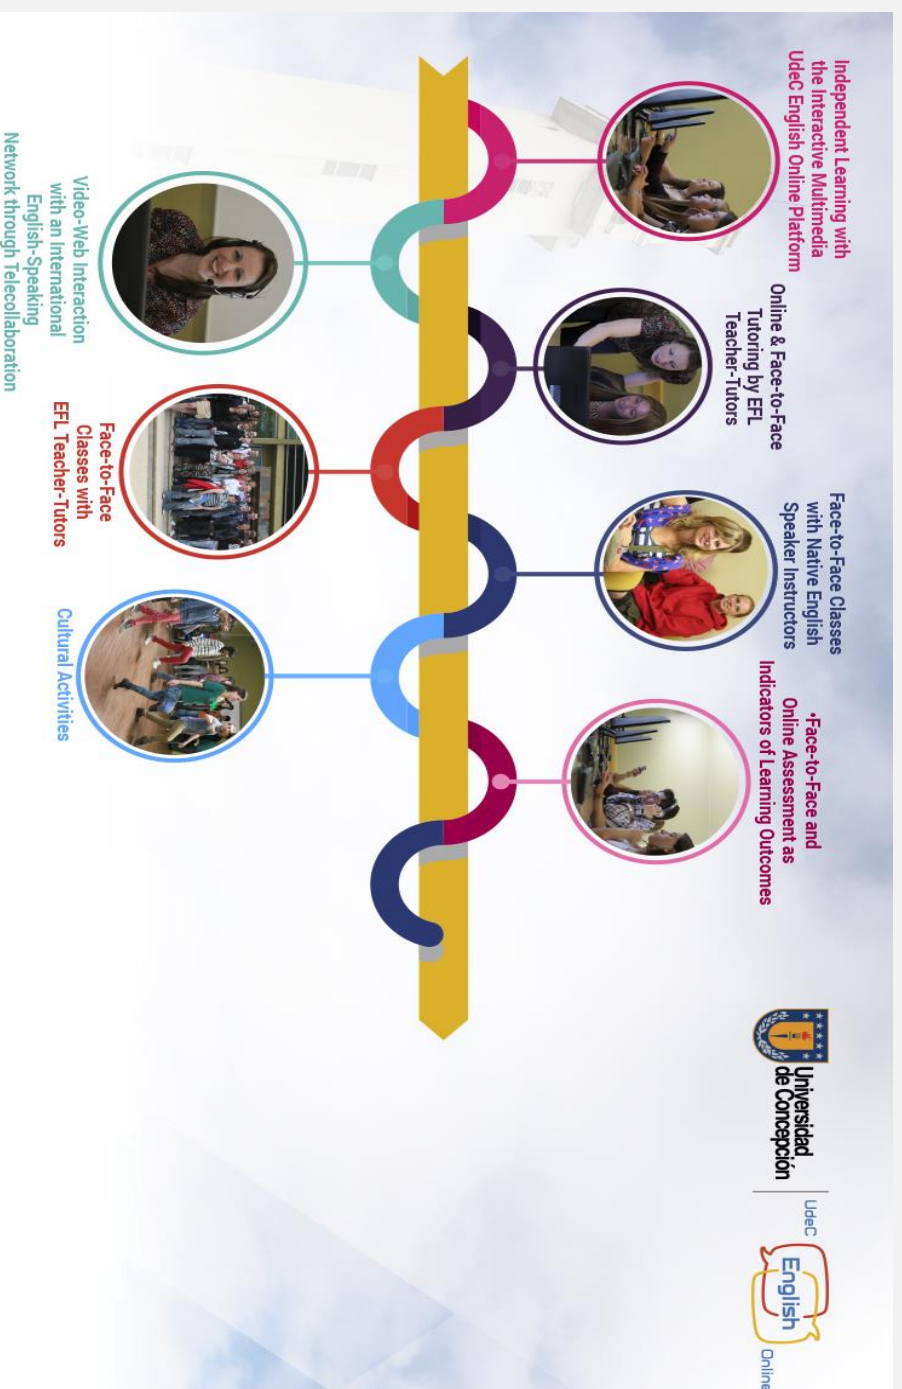 Independent Learning with
the Interactive Multimedia
UdeC English Online Platform
Online & Face-to-Face
Tutoring by EFL
Teacher-Tutors
Face-to-Face Classes
with Native English
Speaker Instructors
•Face-to-Face and
Online Assessment as
Indicators of Learning Outcomes
Universidad
de Concepción
UdeC
English
Online
Video-Web Interaction
with an International
English-Speaking
Network through Telecollaboration
Face-to-Face
Classes with
EFL Teacher-Tutors
Cultural Activities